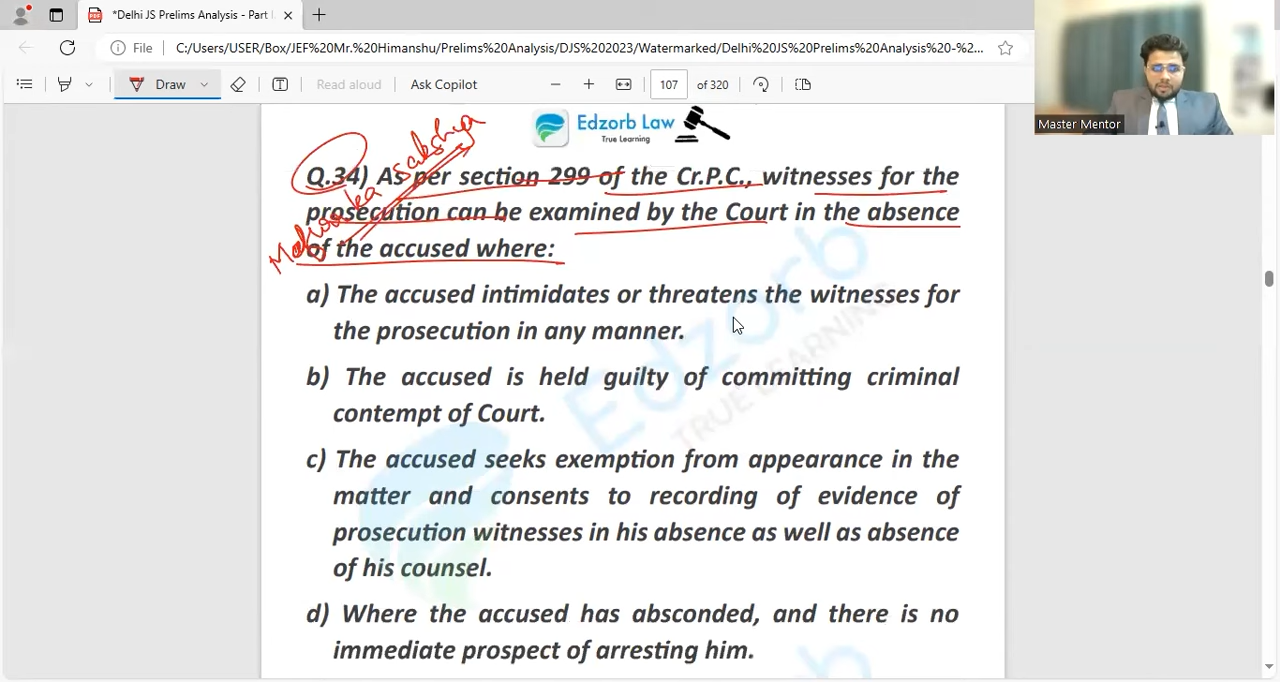 *Delhi JS Prelims Analysis - Part I.
File
C:/Users/USER/Box/JEF%20Mr.%20Himanshu/Prelims%20Analysis/DJS%202023/Watermarked/Delhi%20JS%20Prelims%20Analysis%20-%2...
Draw
Read aloud
Ask Copilot
107 of 320
Master Mentor
Edzorb Law
True Learning
Q.34) As per section 299 of the Cr.P.C., witnesses for the
prosecution can be examined by the Court in the absence
of the accused where:
sakshya
a) The accused intimidates or threatens the witnesses for
the prosecution in any manner.
b) The accused is held guilty of committing criminal
contempt of Court.
c) The accused seeks exemption from appearance in the
matter and consents to recording of evidence of
prosecution witnesses in his absence as well as absence
of his counsel.
d) Where the accused has absconded, and there is no
immediate prospect of arresting him.
Edzorb
TRUE LEARNING